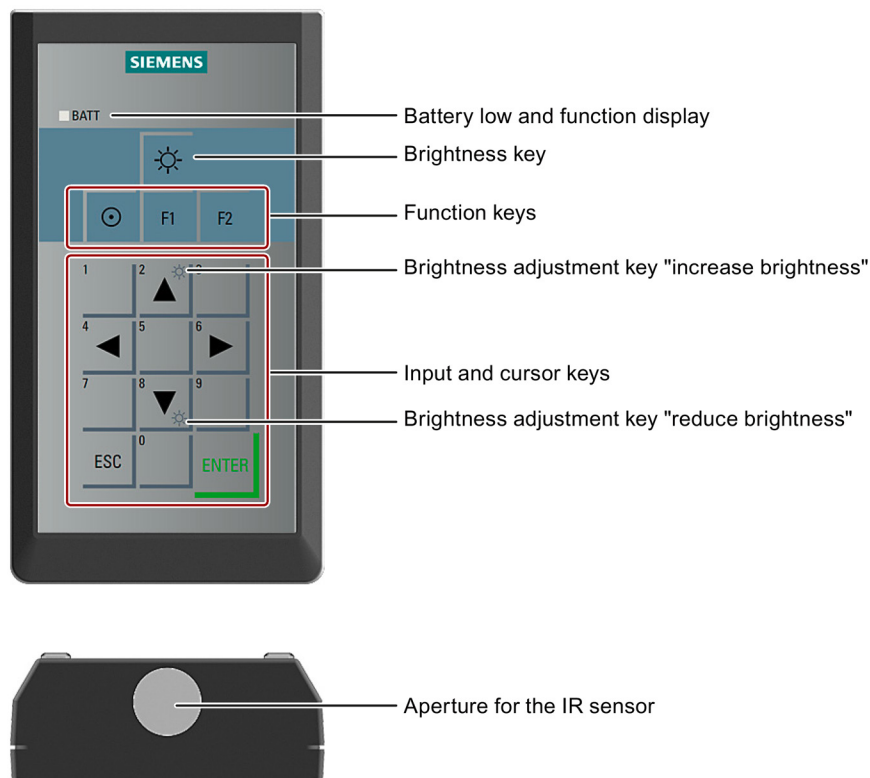 SIEMENS
BATT
Battery low and function display
Brightness key
F1
F2
Function keys
1
2
3
Brightness adjustment key "increase brightness"
4
5
6
Input and cursor keys
7
8
9
Brightness adjustment key "reduce brightness"
ESC
0
ENTER
Aperture for the IR sensor